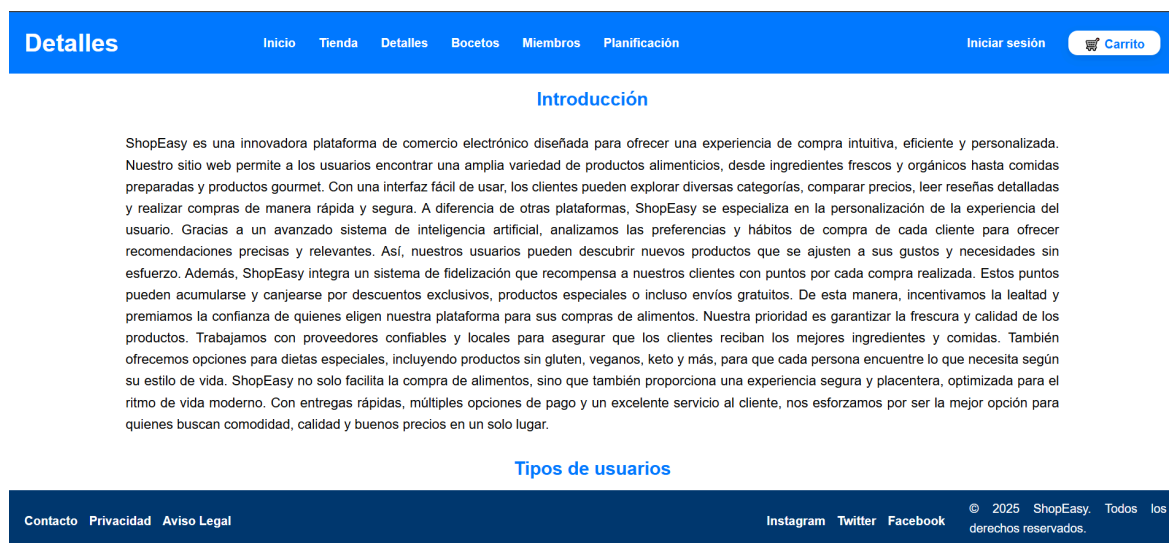 Detalles
Inicio Tienda Detalles Bocetos Miembros Planificación
Iniciar sesión Carrito
Introducción
ShopEasy es una innovadora plataforma de comercio electrónico diseñada para ofrecer una experiencia de compra intuitiva, eficiente y personalizada.
Nuestro sitio web permite a los usuarios encontrar una amplia variedad de productos alimenticios, desde ingredientes frescos y orgánicos hasta comidas
preparadas y productos gourmet. Con una interfaz fácil de usar, los clientes pueden explorar diversas categorías, comparar precios, leer reseñas detalladas
y realizar compras de manera rápida y segura. A diferencia de otras plataformas, ShopEasy se especializa en la personalización de la experiencia del
usuario. Gracias a un avanzado sistema de inteligencia artificial, analizamos las preferencias y hábitos de compra de cada cliente para ofrecer
recomendaciones precisas y relevantes. Así, nuestros usuarios pueden descubrir nuevos productos que se ajusten a sus gustos y necesidades sin
esfuerzo. Además, ShopEasy integra un sistema de fidelización que recompensa a nuestros clientes con puntos por cada compra realizada. Estos puntos
pueden acumularse y canjearse por descuentos exclusivos, productos especiales o incluso envíos gratuitos. De esta manera, incentivamos la lealtad y
premiamos la confianza de quienes eligen nuestra plataforma para sus compras de alimentos. Nuestra prioridad es garantizar la frescura y calidad de los
productos. Trabajamos con proveedores confiables y locales para asegurar que los clientes reciban los mejores ingredientes y comidas. También
ofrecemos opciones para dietas especiales, incluyendo productos sin gluten, veganos, keto y más, para que cada persona encuentre lo que necesita según
su estilo de vida. ShopEasy no solo facilita la compra de alimentos, sino que también proporciona una experiencia segura y placentera, optimizada para el
ritmo de vida moderno. Con entregas rápidas, múltiples opciones de pago y un excelente servicio al cliente, nos esforzamos por ser la mejor opción para
quienes buscan comodidad, calidad y buenos precios en un solo lugar.
Tipos de usuarios
Contacto Privacidad Aviso Legal
Instagram Twitter Facebook
© 2025 ShopEasy. Todos los
derechos reservados.